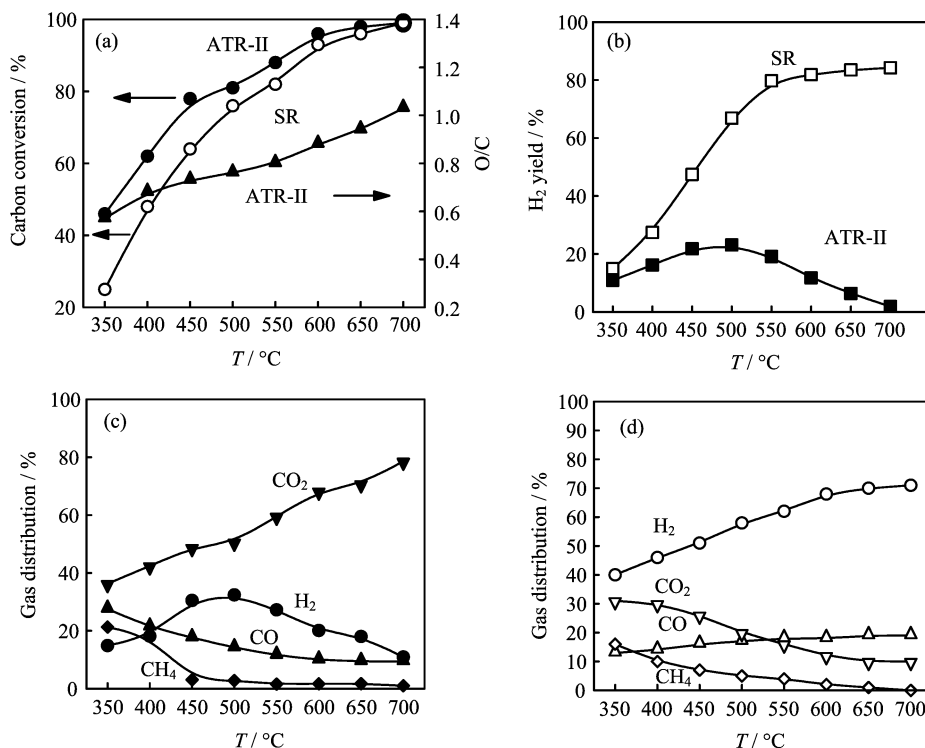 (a)
Carbon conversion / %
100
80
60
40
20
1.4
1.2
1.0
0.8
0.6
0.4
0.2
O/C
ATR-II
SR
ATR-II
350 400 450 500 550 600 650 700
T / °C
(b)
H₂ yield / %
100
80
60
40
20
0
SR
ATR-II
350 400 450 500 550 600 650 700
T / °C
(c)
Gas distribution / %
100
80
60
40
20
0
CO₂
H₂
CO
CH₄
350 400 450 500 550 600 650 700
T / °C
(d)
Gas distribution / %
100
90
80
70
60
50
40
30
20
10
0
H₂
CO₂
CO
CH₄
350 400 450 500 550 600 650 700
T / °C